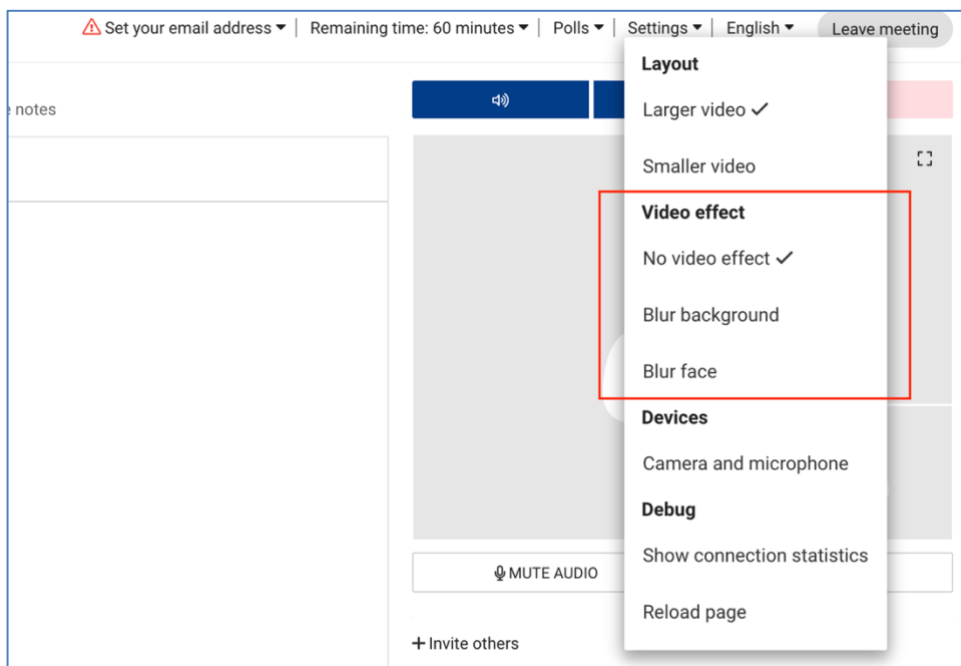 Set your email address
Remaining time: 60 minutes
Polls
Settings
English
Leave meeting
notes
Layout
Larger video
Smaller video
Video effect
No video effect
Blur background
Blur face
Devices
Camera and microphone
Debug
Show connection statistics
Reload page
MUTE AUDIO
Invite others